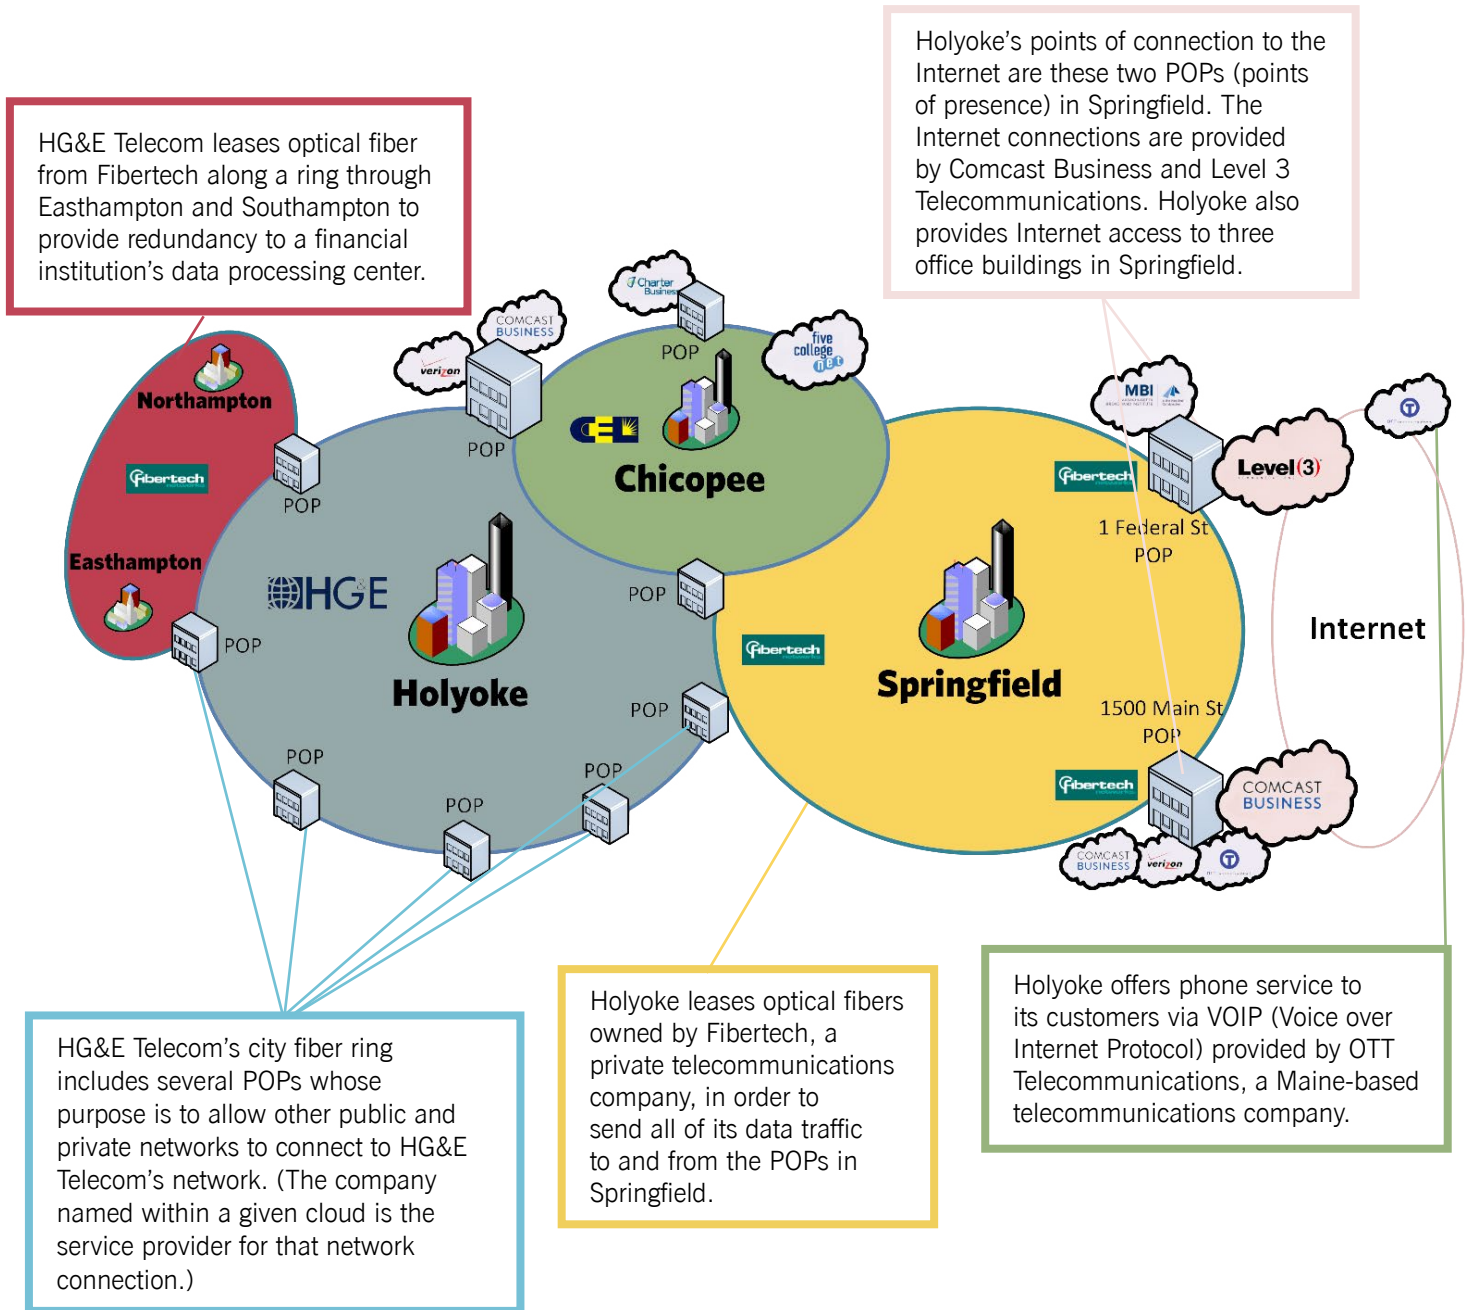 Holyoke's points of connection to the
Internet are these two POPs (points
of presence) in Springfield. The
Internet connections are provided
by Comcast Business and Level 3
Telecommunications. Holyoke also
provides Internet access to three
office buildings in Springfield.
HG&E Telecom leases optical fiber
from Fibertech along a ring through
Easthampton and Southampton to
provide redundancy to a financial
institution's data processing center.
Charter
Business
COMCAST
BUSINESS
verizon
five
college
net
POP
POP
CEL
Chicopee
Northampton
Fibertech
POP
Easthampton
POP
HG&E
Holyoke
POP
POP
POP
POP
POP
MBI
Level(3)
Fibertech
1 Federal St
POP
Fibertech
Springfield
Internet
1500 Main St
POP
Fibertech
COMCAST
BUSINESS
COMCAST
BUSINESS
verizon
HG&E Telecom's city fiber ring
includes several POPs whose
purpose is to allow other public and
private networks to connect to HG&E
Telecom's network. (The company
named within a given cloud is the
service provider for that network
connection.)
Holyoke leases optical fibers
owned by Fibertech, a
private telecommunications
company, in order to
send all of its data traffic
to and from the POPs in
Springfield.
Holyoke offers phone service to
its customers via VOIP (Voice over
Internet Protocol) provided by OTT
Telecommunications, a Maine-based
telecommunications company.